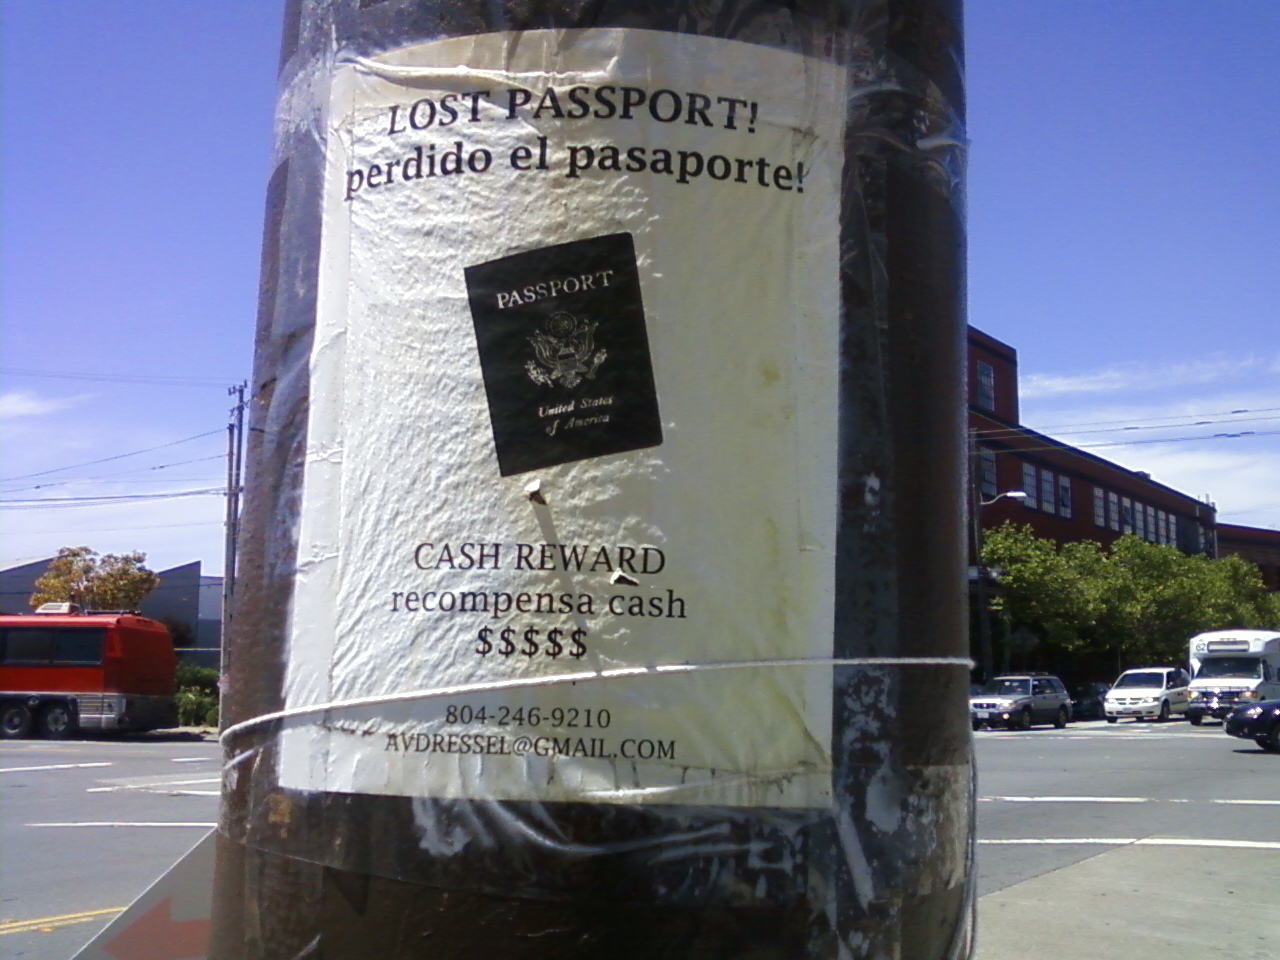 LOST PASSPORT!
perdido el pasaporte!
PASSPORT
United States
of America
CASH REWARD
recompensa cash
$$$$$
804-246-9210
AVDRESSEL@GMAIL.COM
62